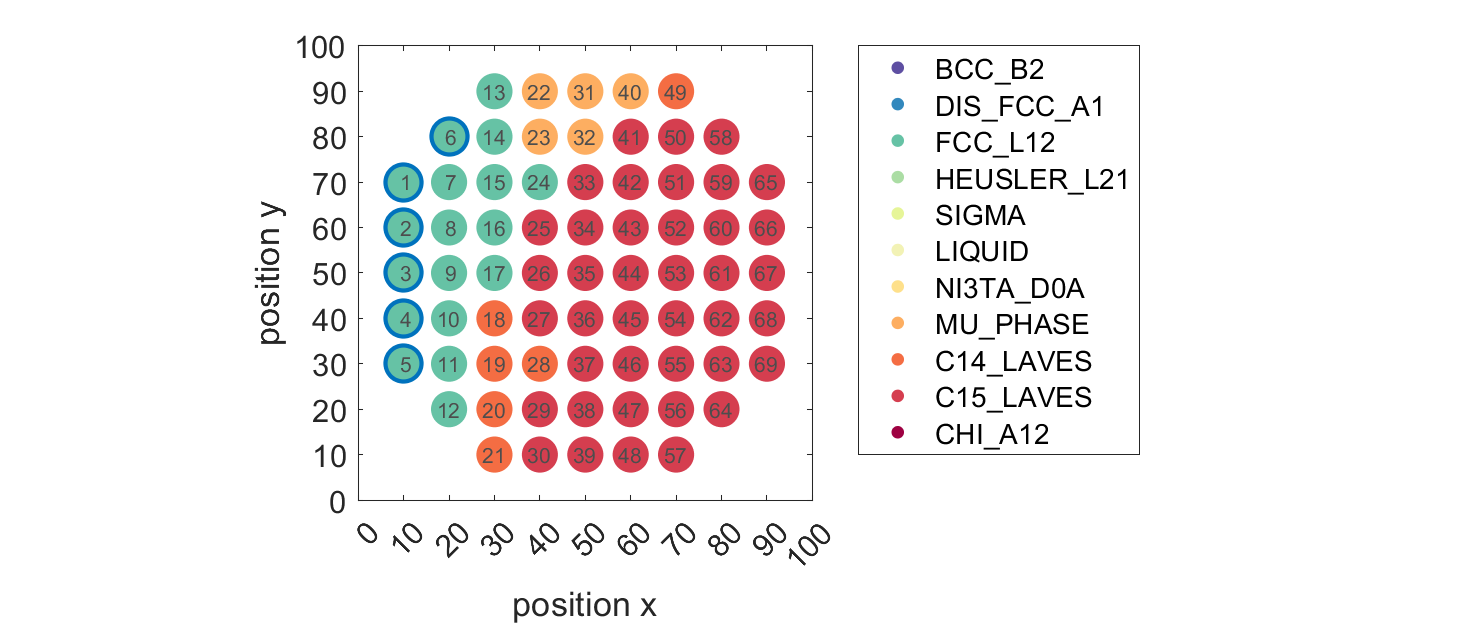 100
90
80
70
60
50
40
30
20
10
0
position y
13 22 31 40 49
6 14 23 32 41 50 58
1 7 15 24 33 42 51 59 65
2 8 16 25 34 43 52 60 66
3 9 17 26 35 44 53 61 67
4 10 18 27 36 45 54 62 68
5 11 19 28 37 46 55 63 69
12 20 29 38 47 56 64
21 30 39 48 57
0 10 20 30 40 50 60 70 80 90 100
position x
BCC_B2
DIS_FCC_A1
FCC_L12
HEUSLER_L21
SIGMA
LIQUID
NI3TA_D0A
MU_PHASE
C14_LAVES
C15_LAVES
CHI_A12